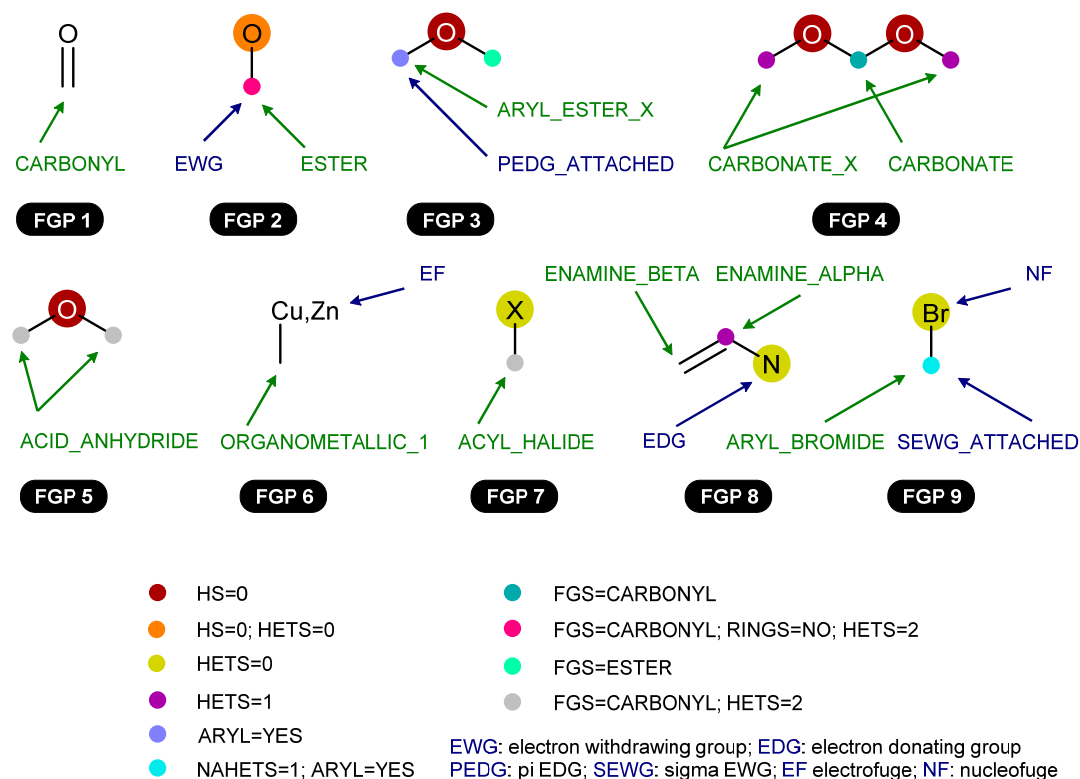 O O O O O
CARBONYL EWG ESTER ARYL_ESTER_X
PEDG_ATTACHED CARBONATE_X CARBONATE
FGP 1 FGP 2 FGP 3 FGP 4
EF ENAMINE_BETA ENAMINE_ALPHA NF
O Cu,Zn X N Br
ACID_ANHYDRIDE ORGANOMETALLIC_1 ACYL_HALIDE EDG ARYL_BROMIDE SEWG_ATTACHED
FGP 5 FGP 6 FGP 7 FGP 8 FGP 9
HS=0
HS=0; HETS=0
HETS=0
HETS=1
ARYL=YES
NAHETS=1; ARYL=YES
FGS=CARBONYL
FGS=CARBONYL; RINGS=NO; HETS=2
FGS=ESTER
FGS=CARBONYL; HETS=2
EWG: electron withdrawing group; EDG: electron donating group
PEDG: pi EDG; SEWG: sigma EWG; EF electrofuge; NF: nucleofuge